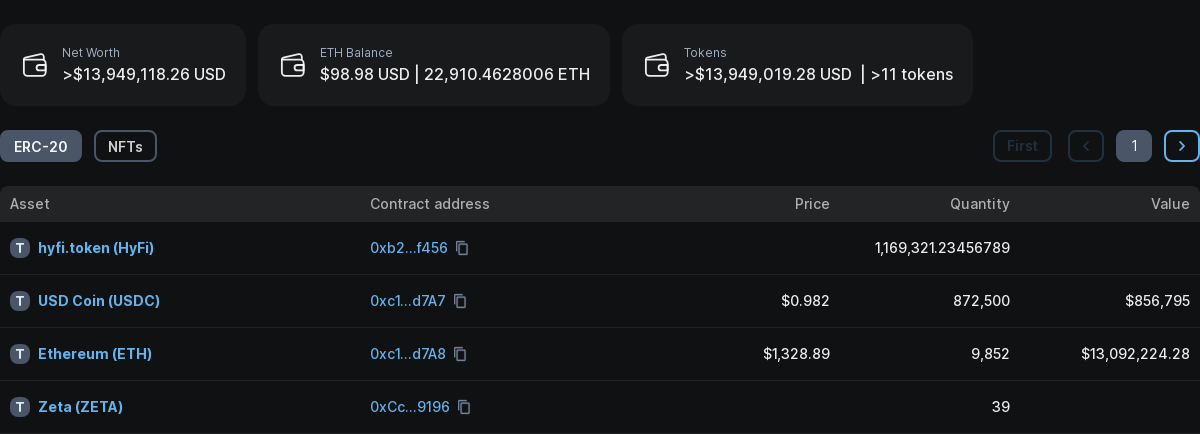 Net Worth
>$13,949,118.26 USD
ETH Balance
$98.98 USD | 22,910.4628006 ETH
Tokens
>$13,949,019.28 USD | >11 tokens
ERC-20 NFTs First 1
Asset Contract address Price Quantity Value
T hyfi.token (HyFi) 0xb2...f456 1,169,321.23456789
T USD Coin (USDC) 0xc1...d7A7 $0.982 872,500 $856,795
T Ethereum (ETH) 0xc1...d7A8 $1,328.89 9,852 $13,092,224.28
T Zeta (ZETA) 0xCc...9196 39